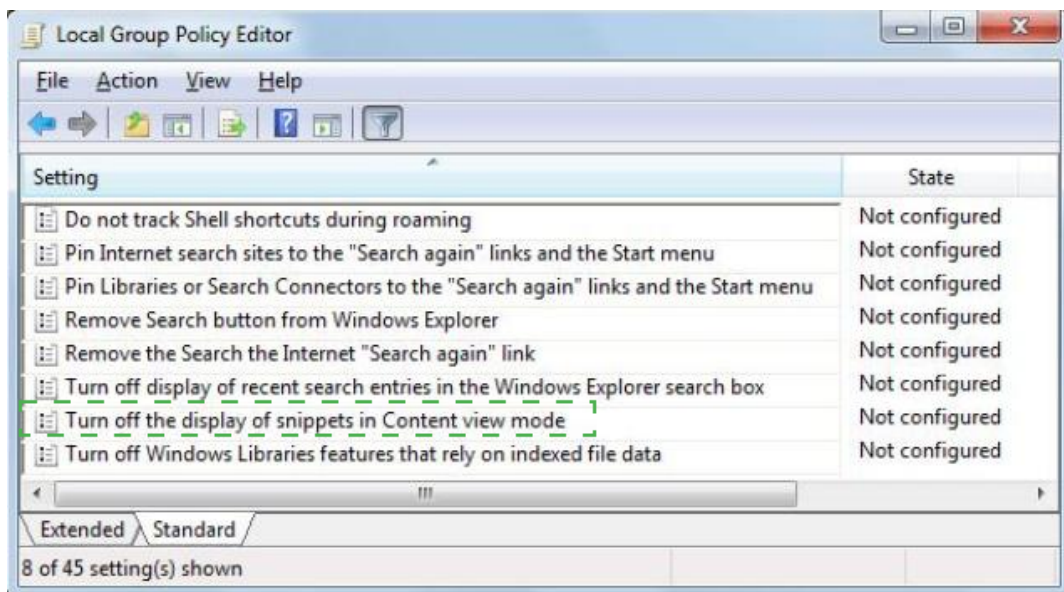 Local Group Policy Editor
File Action View Help
Setting State
Do not track Shell shortcuts during roaming Not configured
Pin Internet search sites to the "Search again" links and the Start menu Not configured
Pin Libraries or Search Connectors to the "Search again" links and the Start menu Not configured
Remove Search button from Windows Explorer Not configured
Remove the Search the Internet "Search again" link Not configured
Turn off display of recent search entries in the Windows Explorer search box Not configured
Turn off the display of snippets in Content view mode Not configured
Turn off Windows Libraries features that rely on indexed file data Not configured
Extended Standard
8 of 45 setting(s) shown